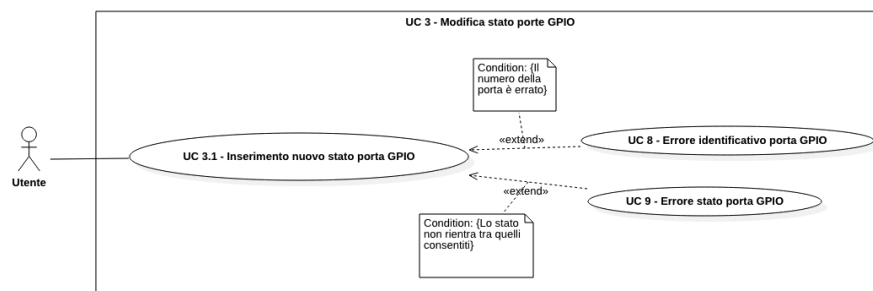 UC 3 - Modifica stato porte GPIO
Condition: {Il
numero della
porta è errato}
«extend»
UC 8 - Errore identificativo porta GPIO
UC 3.1 - Inserimento nuovo stato porta GPIO
Utente
«extend»
UC 9 - Errore stato porta GPIO
Condition: {Lo stato
non rientra tra quelli
consentiti}